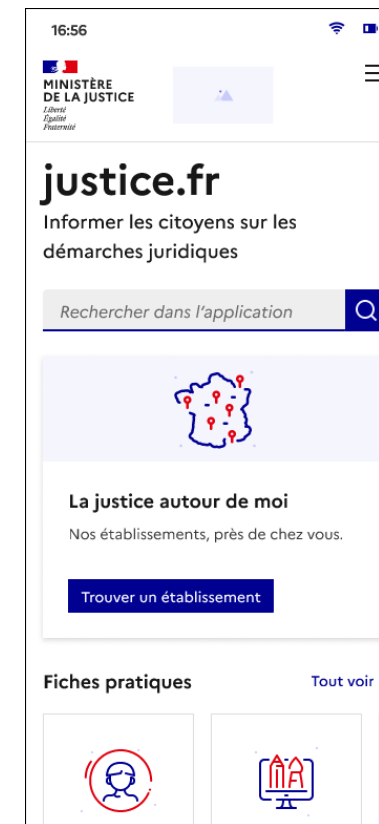 16:56
MINISTÈRE
DE LA JUSTICE
Liberté
Égalité
Fraternité
justice.fr
Informer les citoyens sur les
démarches juridiques
Rechercher dans l’application
La justice autour de moi
Nos établissements, près de chez vous.
Trouver un établissement
Fiches pratiques
Tout voir